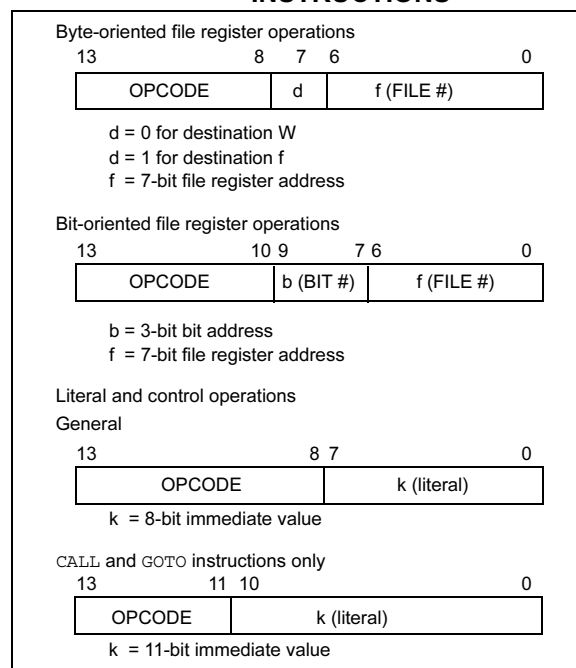 INSTRUCTIONS
Byte-oriented file register operations
13 8 7 6 0
OPCODE d f (FILE #)
d = 0 for destination W
d = 1 for destination f
f = 7-bit file register address
Bit-oriented file register operations
13 10 9 7 6 0
OPCODE b (BIT #) f (FILE #)
b = 3-bit bit address
f = 7-bit file register address
Literal and control operations
General
13 8 7 0
OPCODE k (literal)
k = 8-bit immediate value
CALL and GOTO instructions only
13 11 10 0
OPCODE k (literal)
k = 11-bit immediate value